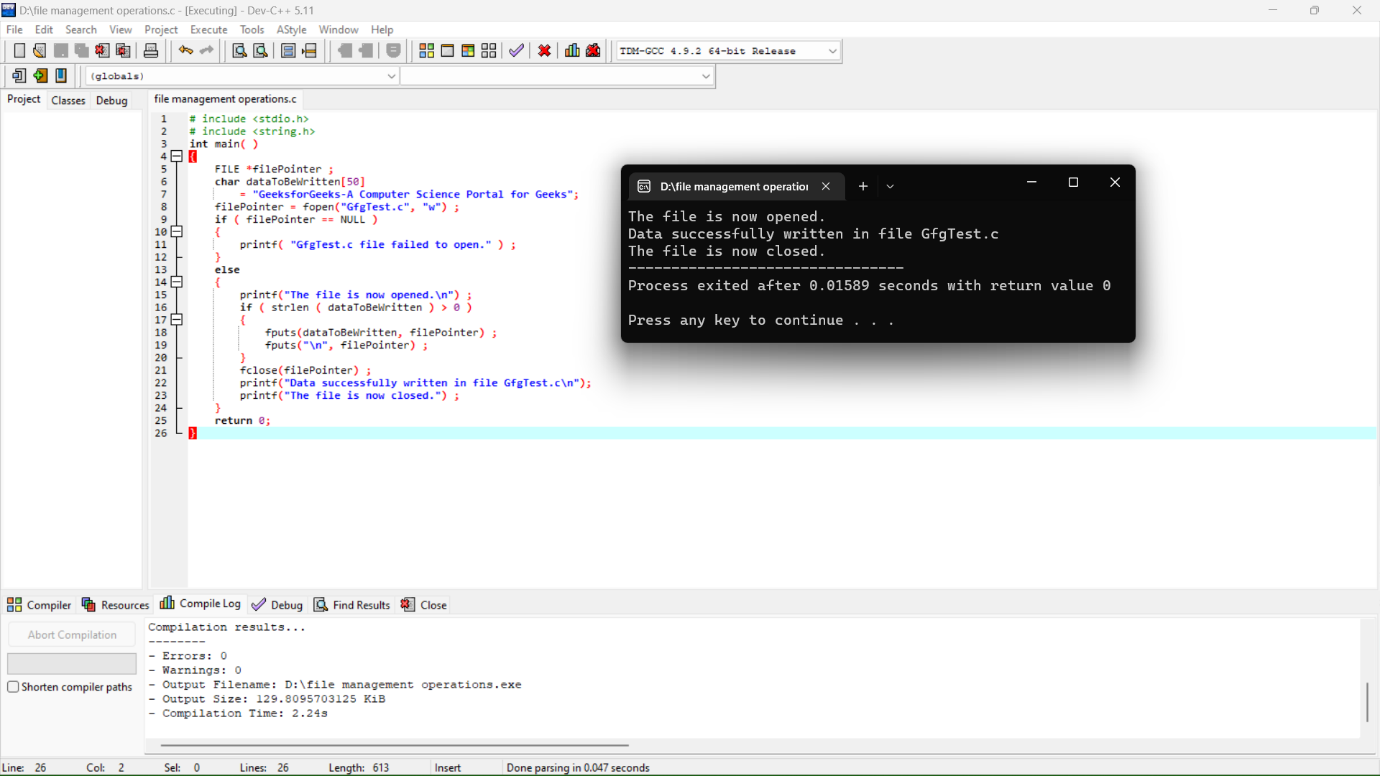 D:\file management operations.c - [Executing] - Dev-C++ 5.11
File Edit Search View Project Execute Tools AStyle Window Help
TDM-GCC 4.9.2 64-bit Release
(globals)
Project Classes Debug
file management operations.c
1 # include <stdio.h>
2 # include <string.h>
3 int main( )
4 {
5 FILE *filePointer ;
6 char dataToBeWritten[50]
7 = "GeeksforGeeks-A Computer Science Portal for Geeks";
8 filePointer = fopen("GfgTest.c", "w") ;
9 if ( filePointer == NULL )
10 {
11 printf( "GfgTest.c file failed to open." ) ;
12 }
13 else
14 {
15 printf("The file is now opened.\n") ;
16 if ( strlen ( dataToBeWritten ) > 0 )
17 {
18 fputs(dataToBeWritten, filePointer) ;
19 fputs("\n", filePointer) ;
20 }
21 fclose(filePointer) ;
22 printf("Data successfully written in file GfgTest.c\n");
23 printf("The file is now closed.") ;
24 }
25 return 0;
26 }
D:\file management operation
The file is now opened.
Data successfully written in file GfgTest.c
The file is now closed.
--------------------------------
Process exited after 0.01589 seconds with return value 0
Press any key to continue . . .
Compiler Resources Compile Log Debug Find Results Close
Abort Compilation
Shorten compiler paths
Compilation results...
--------
- Errors: 0
- Warnings: 0
- Output Filename: D:\file management operations.exe
- Output Size: 129.8095703125 KiB
- Compilation Time: 2.24s
Line: 26 Col: 2 Sel: 0 Lines: 26 Length: 613 Insert Done parsing in 0.047 seconds